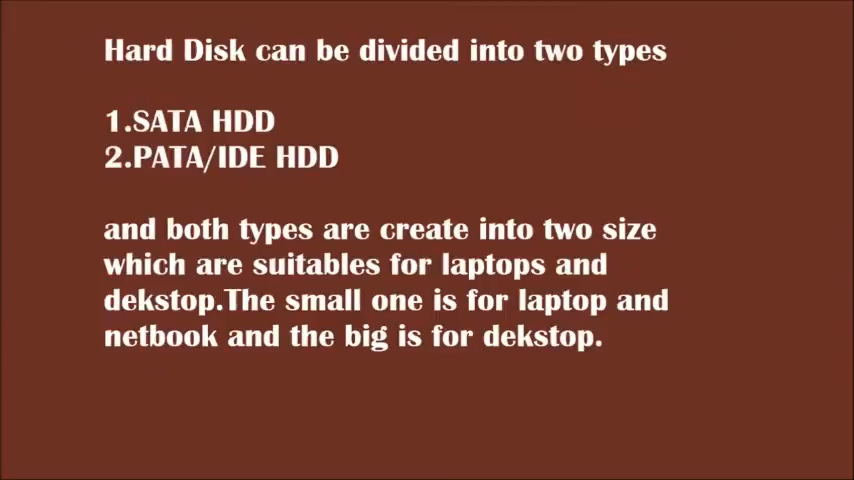 Hard Disk can be divided into two types
1.SATA HDD
2.PATA/IDE HDD
and both types are create into two size
which are suitables for laptops and
dekstop.The small one is for laptop and
netbook and the big is for dekstop.